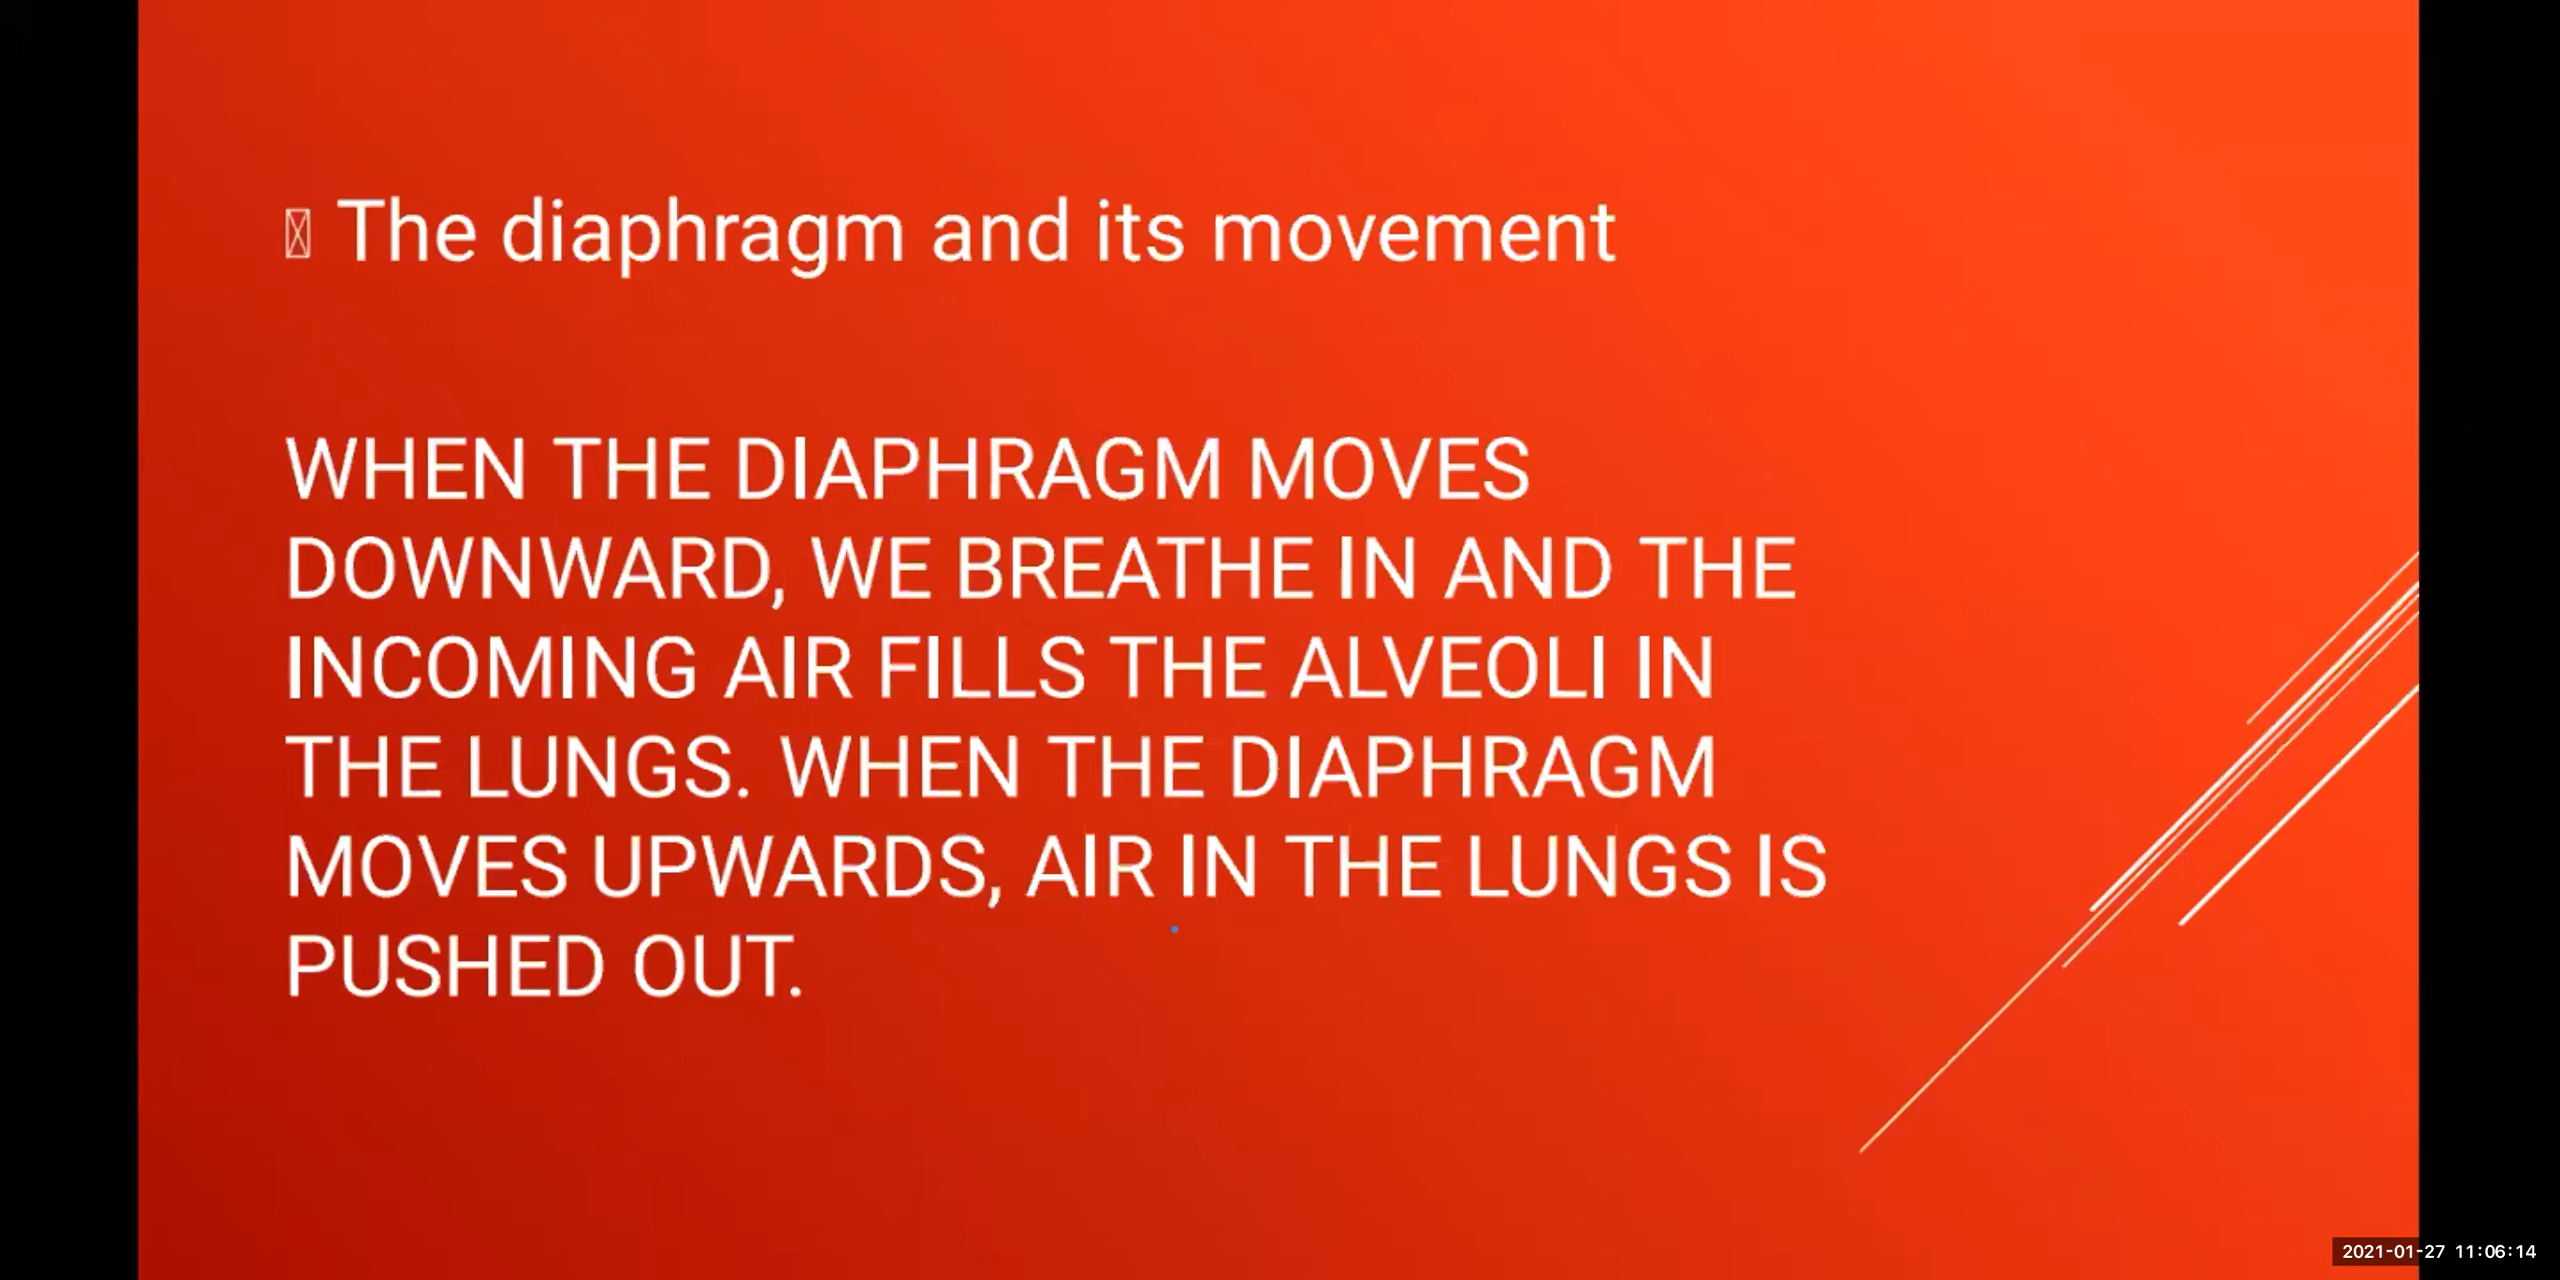 The diaphragm and its movement
WHEN THE DIAPHRAGM MOVES
DOWNWARD, WE BREATHE IN AND THE
INCOMING AIR FILLS THE ALVEOLI IN
THE LUNGS. WHEN THE DIAPHRAGM
MOVES UPWARDS, AIR IN THE LUNGS IS
PUSHED OUT.
2021-01-27 11:06:14